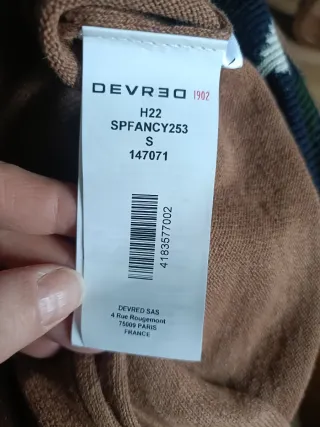 DEVRED 1902
H22
SPFANCY253
S
147071
4183577002
DEVRED SAS
4 Rue Rougemont
75009 PARIS
FRANCE